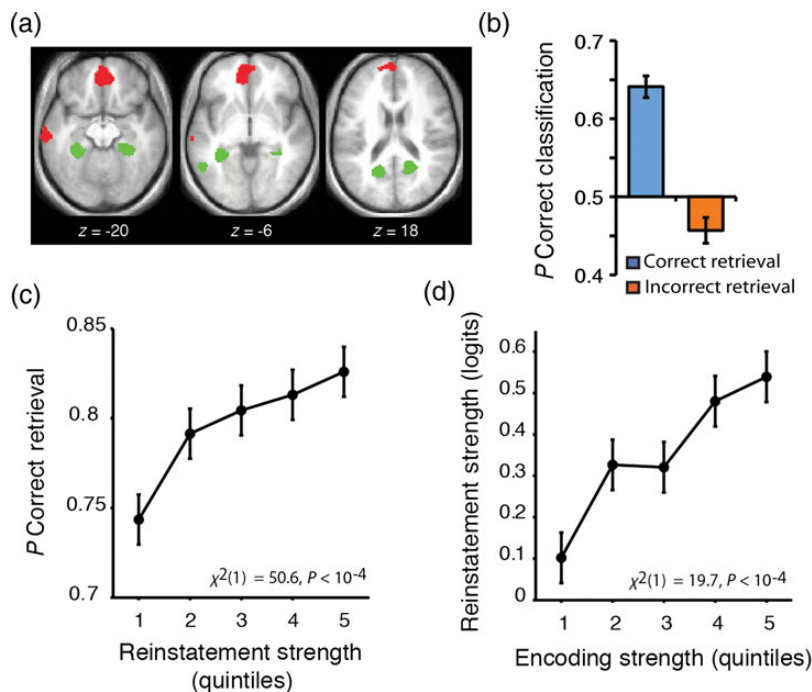 (a)
z = -20
z = -6
z = 18
(b)
P Correct classification
0.7
0.6
0.5
0.4
Correct retrieval
Incorrect retrieval
(c)
P Correct retrieval
0.85
0.8
0.75
0.7
χ²(1) = 50.6, P < 10⁻⁴
1 2 3 4 5
Reinstatement strength
(quintiles)
(d)
Reinstatement strength (logits)
0.6
0.5
0.4
0.3
0.2
0.1
0
χ²(1) = 19.7, P < 10⁻⁴
1 2 3 4 5
Encoding strength (quintiles)